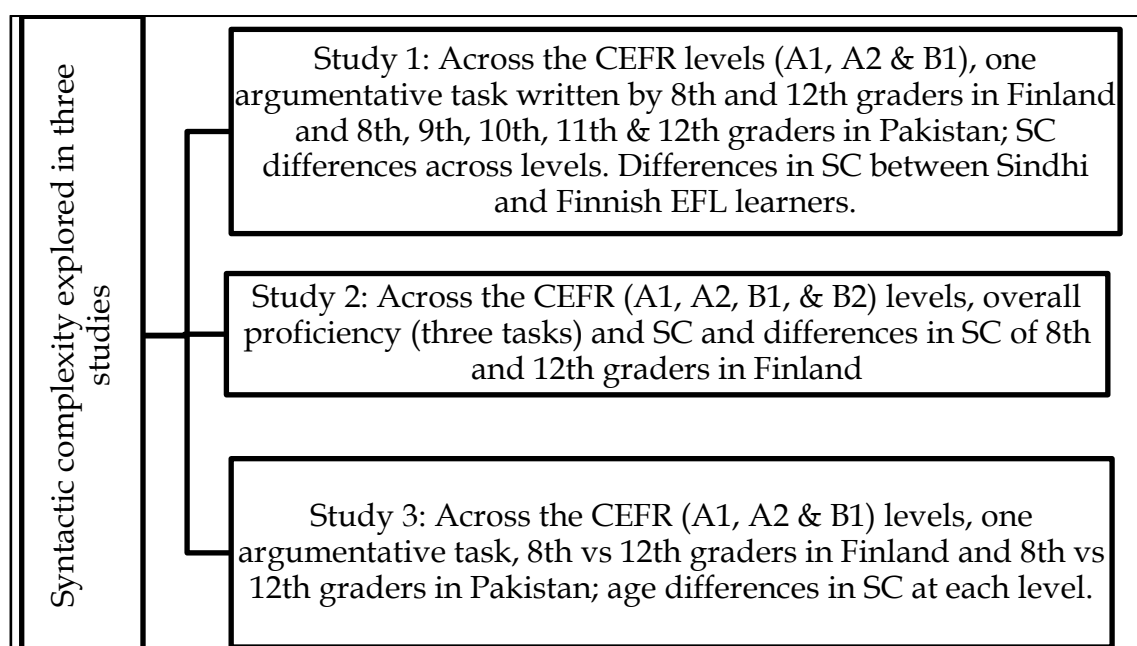 Syntactic complexity explored in three
studies
Study 1: Across the CEFR levels (A1, A2 & B1), one
argumentative task written by 8th and 12th graders in Finland
and 8th, 9th, 10th, 11th & 12th graders in Pakistan; SC
differences across levels. Differences in SC between Sindhi
and Finnish EFL learners.
Study 2: Across the CEFR (A1, A2, B1, & B2) levels, overall
proficiency (three tasks) and SC and differences in SC of 8th
and 12th graders in Finland
Study 3: Across the CEFR (A1, A2 & B1) levels, one
argumentative task, 8th vs 12th graders in Finland and 8th vs
12th graders in Pakistan; age differences in SC at each level.